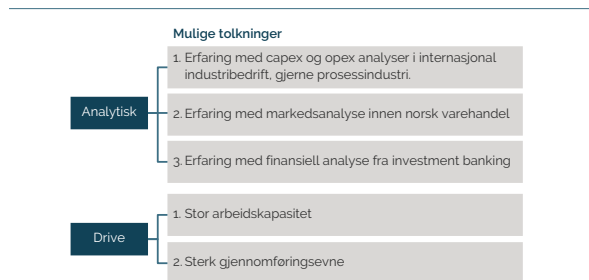 Mulige tolkninger
Analytisk
1. Erfaring med capex og opex analyser i internasjonal
industribedrift, gjerne prosessindustri.
2. Erfaring med markedsanalyse innen norsk varehandel
3. Erfaring med finansiell analyse fra investment banking
Drive
1. Stor arbeidskapasitet
2. Sterk gjennomføringsevne